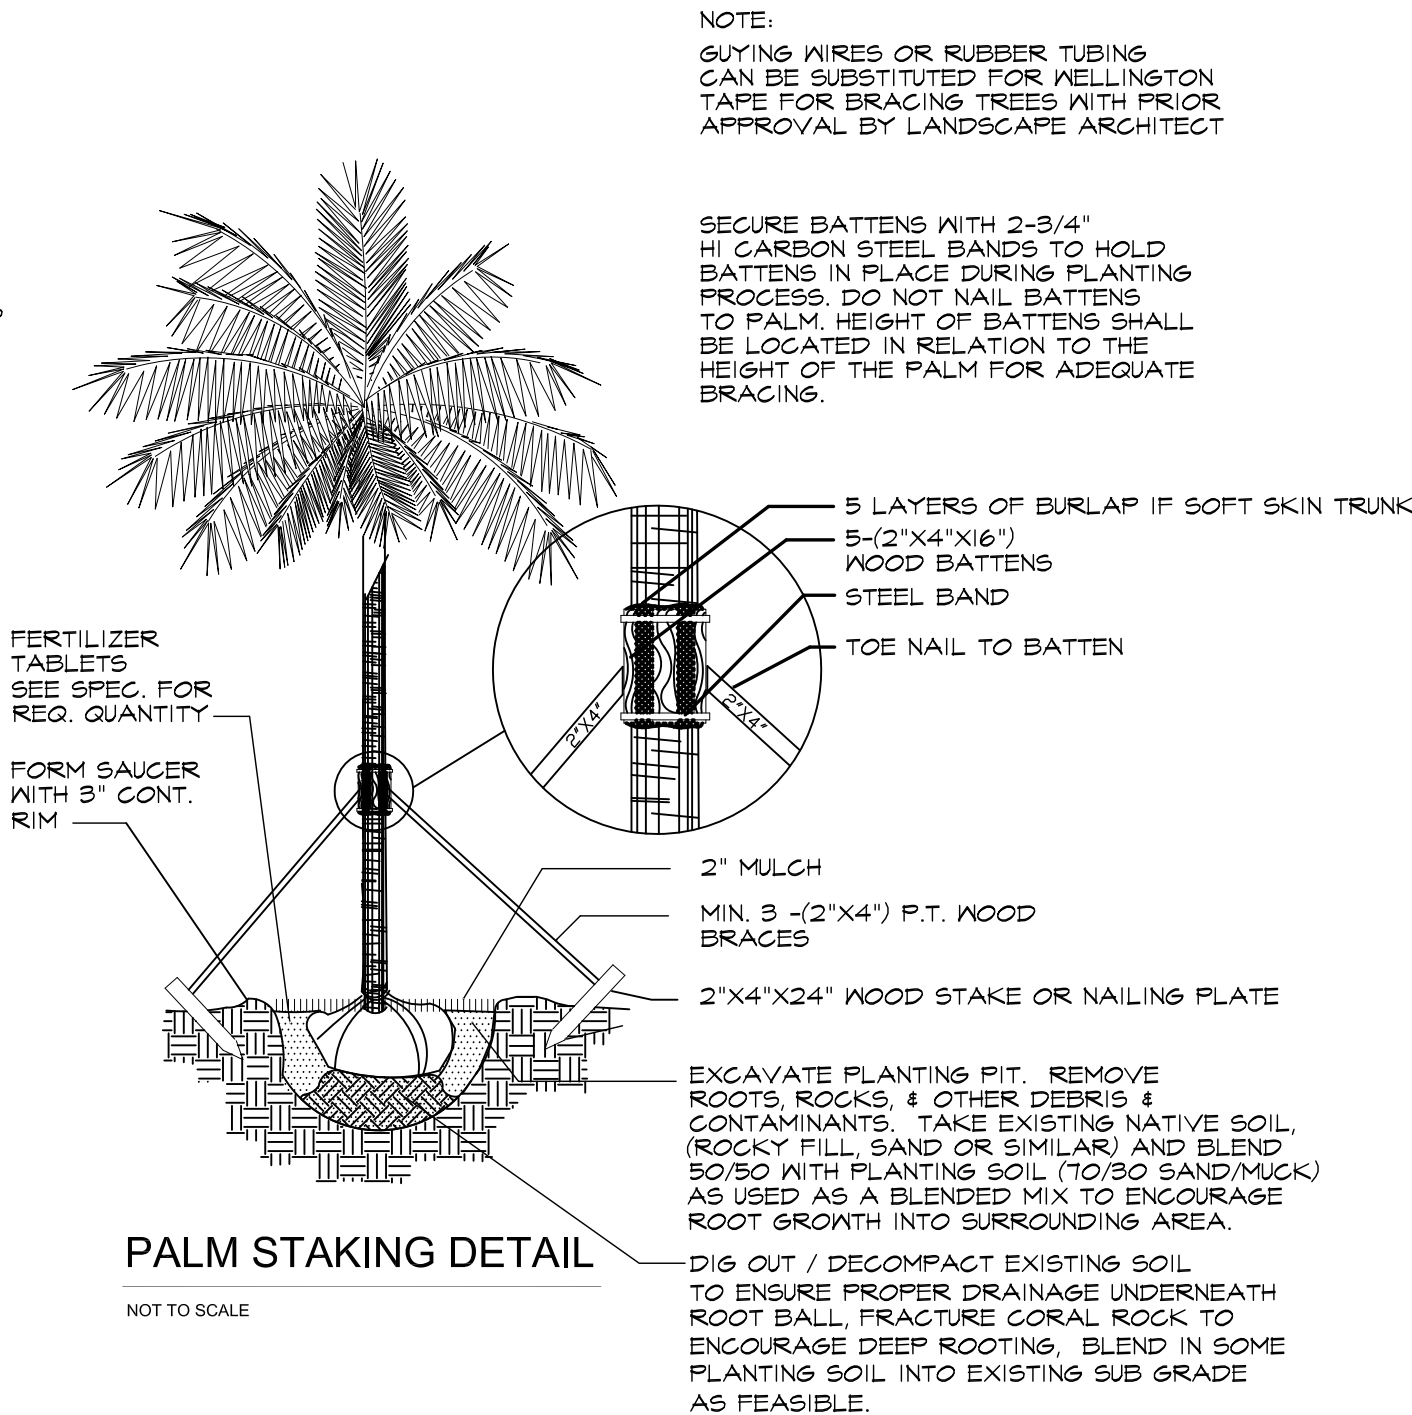 NOTE:
GUYING WIRES OR RUBBER TUBING
CAN BE SUBSTITUTED FOR WELLINGTON
TAPE FOR BRACING TREES WITH PRIOR
APPROVAL BY LANDSCAPE ARCHITECT
SECURE BATTENS WITH 2-3/4"
HI CARBON STEEL BANDS TO HOLD
BATTENS IN PLACE DURING PLANTING
PROCESS. DO NOT NAIL BATTENS
TO PALM. HEIGHT OF BATTENS SHALL
BE LOCATED IN RELATION TO THE
HEIGHT OF THE PALM FOR ADEQUATE
BRACING.
5 LAYERS OF BURLAP IF SOFT SKIN TRUNK
5-(2"X4"X16")
WOOD BATTENS
STEEL BAND
TOE NAIL TO BATTEN
2"X4"
2"X4"
FERTILIZER
TABLETS
SEE SPEC. FOR
REQ. QUANTITY
FORM SAUCER
WITH 3" CONT.
RIM
2" MULCH
MIN. 3 -(2"X4") P.T. WOOD
BRACES
2"X4"X24" WOOD STAKE OR NAILING PLATE
EXCAVATE PLANTING PIT. REMOVE
ROOTS, ROCKS, & OTHER DEBRIS &
CONTAMINANTS. TAKE EXISTING NATIVE SOIL,
(ROCKY FILL, SAND OR SIMILAR) AND BLEND
50/50 WITH PLANTING SOIL (70/30 SAND/MUCK)
AS USED AS A BLENDED MIX TO ENCOURAGE
ROOT GROWTH INTO SURROUNDING AREA.
DIG OUT / DECOMPACT EXISTING SOIL
TO ENSURE PROPER DRAINAGE UNDERNEATH
ROOT BALL, FRACTURE CORAL ROCK TO
ENCOURAGE DEEP ROOTING, BLEND IN SOME
PLANTING SOIL INTO EXISTING SUB GRADE
AS FEASIBLE.
PALM STAKING DETAIL
NOT TO SCALE